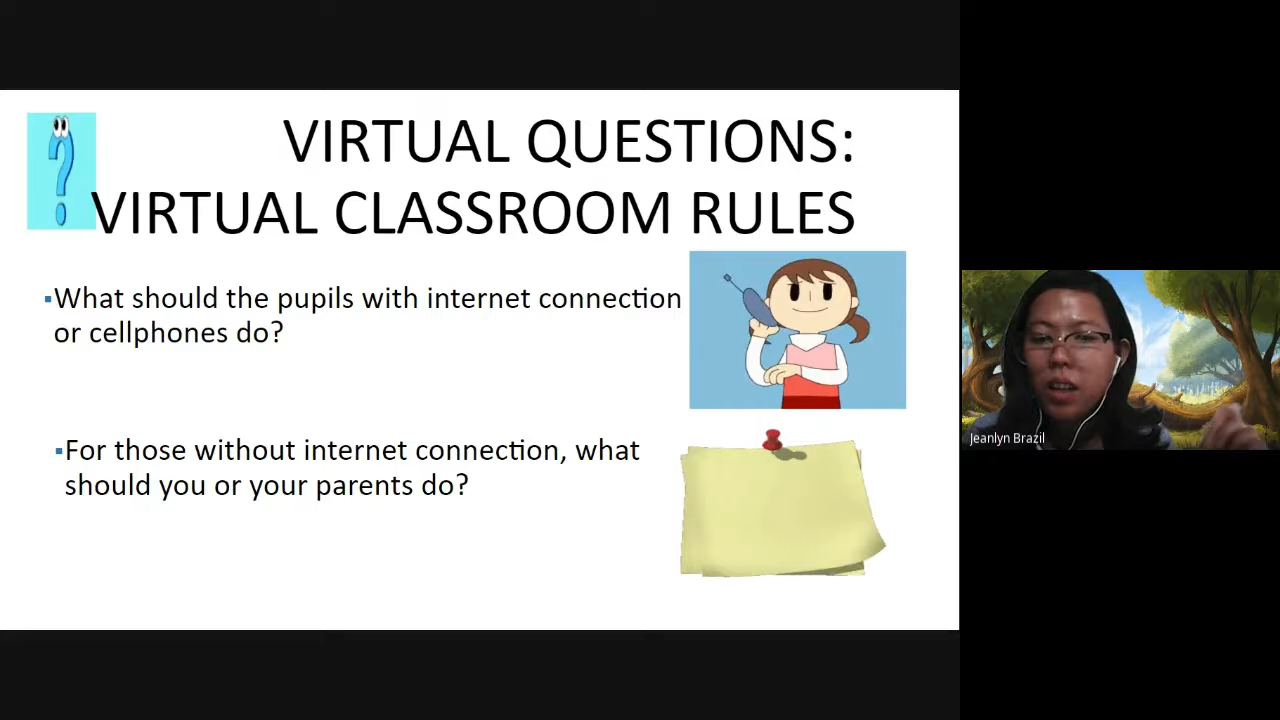 VIRTUAL QUESTIONS:
VIRTUAL CLASSROOM RULES
▪What should the pupils with internet connection
or cellphones do?
▪For those without internet connection, what
should you or your parents do?
Jeanlyn Brazil